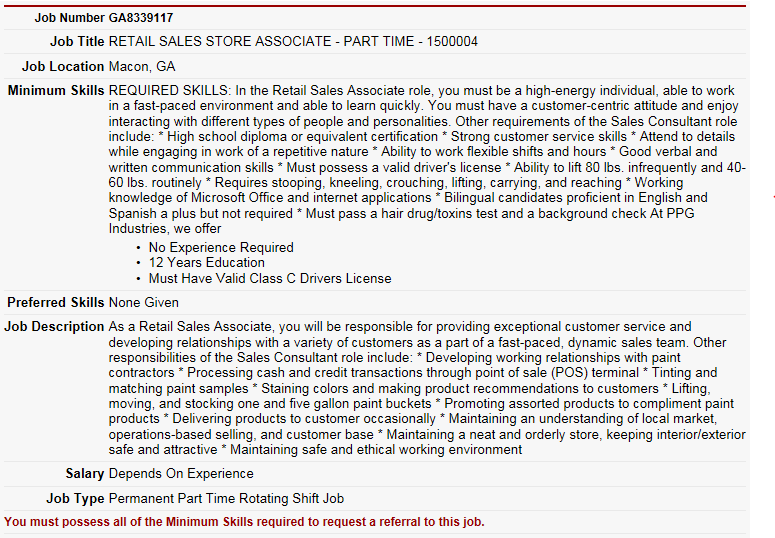 Job Number GA8339117
Job Title RETAIL SALES STORE ASSOCIATE - PART TIME - 1500004
Job Location Macon, GA
Minimum Skills REQUIRED SKILLS: In the Retail Sales Associate role, you must be a high-energy individual, able to work
in a fast-paced environment and able to learn quickly. You must have a customer-centric attitude and enjoy
interacting with different types of people and personalities. Other requirements of the Sales Consultant role
include: * High school diploma or equivalent certification * Strong customer service skills * Attend to details
while engaging in work of a repetitive nature * Ability to work flexible shifts and hours * Good verbal and
written communication skills * Must possess a valid driver's license * Ability to lift 80 lbs. infrequently and 40-
60 lbs. routinely * Requires stooping, kneeling, crouching, lifting, carrying, and reaching * Working
knowledge of Microsoft Office and internet applications * Bilingual candidates proficient in English and
Spanish a plus but not required * Must pass a hair drug/toxins test and a background check At PPG
Industries, we offer
• No Experience Required
• 12 Years Education
• Must Have Valid Class C Drivers License
Preferred Skills None Given
Job Description As a Retail Sales Associate, you will be responsible for providing exceptional customer service and
developing relationships with a variety of customers as a part of a fast-paced, dynamic sales team. Other
responsibilities of the Sales Consultant role include: * Developing working relationships with paint
contractors * Processing cash and credit transactions through point of sale (POS) terminal * Tinting and
matching paint samples * Staining colors and making product recommendations to customers * Lifting,
moving, and stocking one and five gallon paint buckets * Promoting assorted products to compliment paint
products * Delivering products to customer occasionally * Maintaining an understanding of local market,
operations-based selling, and customer base * Maintaining a neat and orderly store, keeping interior/exterior
safe and attractive * Maintaining safe and ethical working environment
Salary Depends On Experience
Job Type Permanent Part Time Rotating Shift Job
You must possess all of the Minimum Skills required to request a referral to this job.